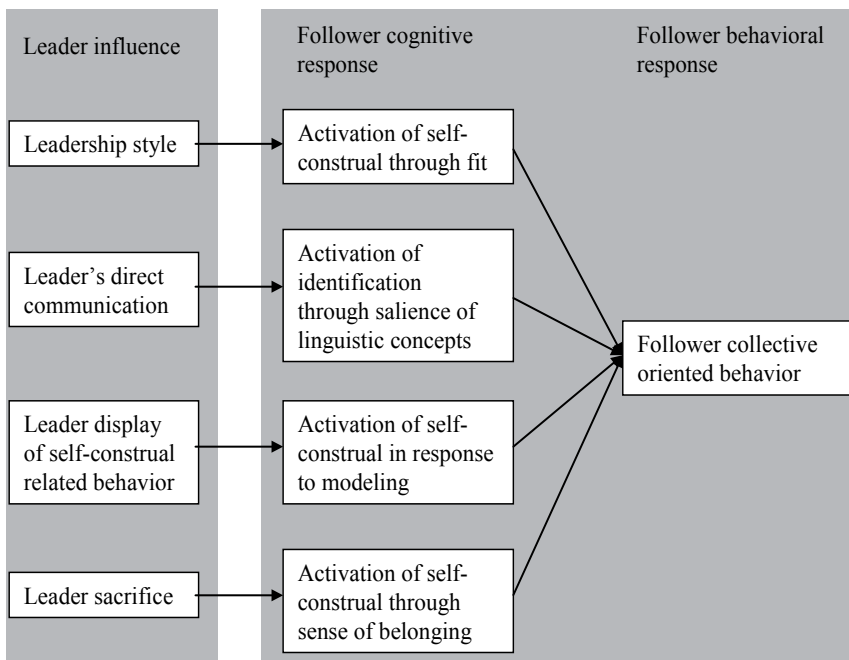 Leader influence
Follower cognitive
response
Follower behavioral
response
Leadership style
Activation of self-
construal through fit
Leader's direct
communication
Activation of
identification
through salience of
linguistic concepts
Follower collective
oriented behavior
Leader display
of self-construal
related behavior
Activation of self-
construal in response
to modeling
Leader sacrifice
Activation of self-
construal through
sense of belonging